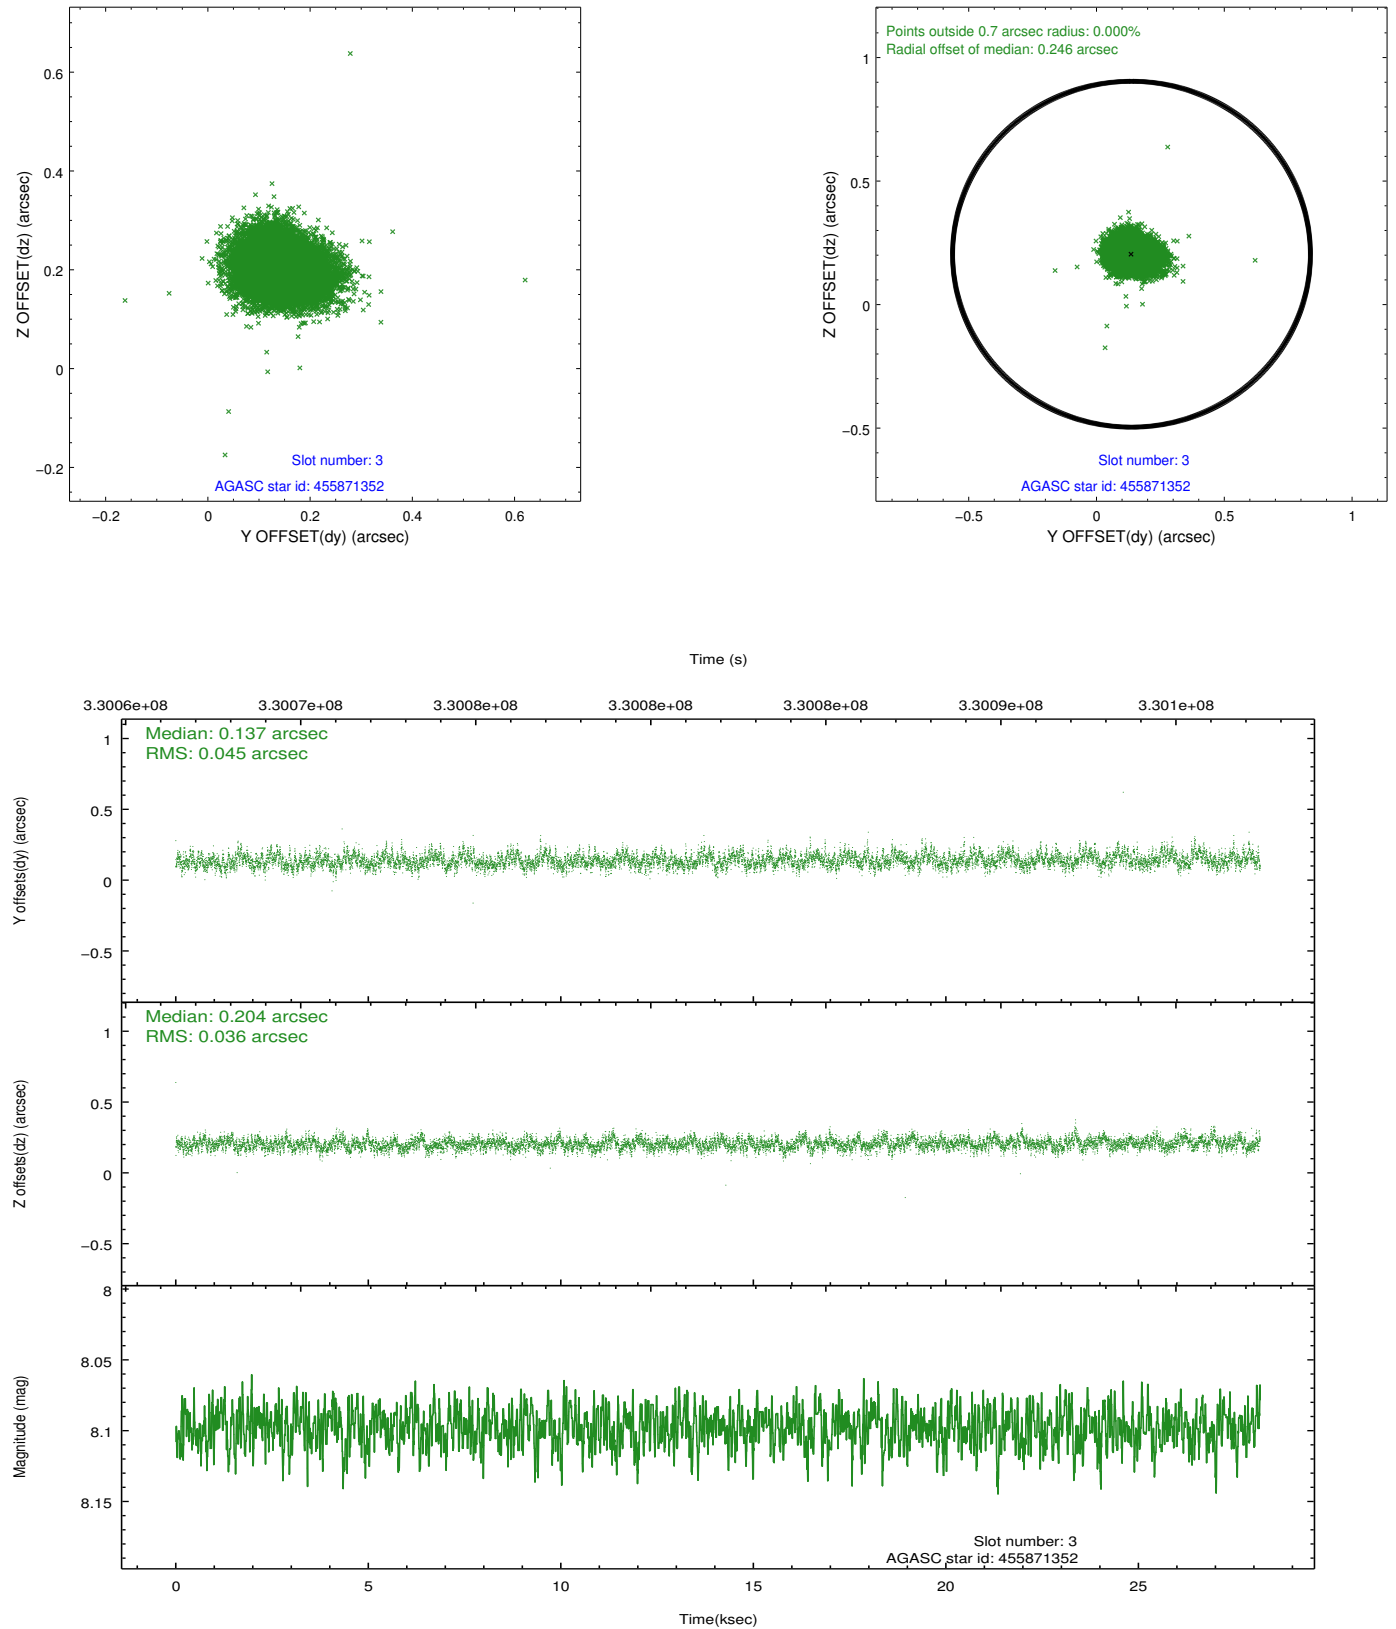 0.6
0.4
0.2
0
−0.2
Z OFFSET(dz) (arcsec)
Slot number: 3
AGASC star id: 455871352
−0.2 0 0.2 0.4 0.6
Y OFFSET(dy) (arcsec)
Points outside 0.7 arcsec radius: 0.000%
Radial offset of median: 0.246 arcsec
1
0.5
0
−0.5
Z OFFSET(dz) (arcsec)
Slot number: 3
AGASC star id: 455871352
−0.5 0 0.5 1
Y OFFSET(dy) (arcsec)
Time (s)
3.3006e+08 3.3007e+08 3.3008e+08 3.3008e+08 3.3008e+08 3.3009e+08 3.301e+08
Median: 0.137 arcsec
RMS: 0.045 arcsec
1
0.5
0
−0.5
Y offsets(dy) (arcsec)
Median: 0.204 arcsec
RMS: 0.036 arcsec
1
0.5
0
−0.5
Z offsets(dz) (arcsec)
8
8.05
8.1
8.15
Magnitude (mag)
Slot number: 3
AGASC star id: 455871352
0 5 10 15 20 25
Time(ksec)